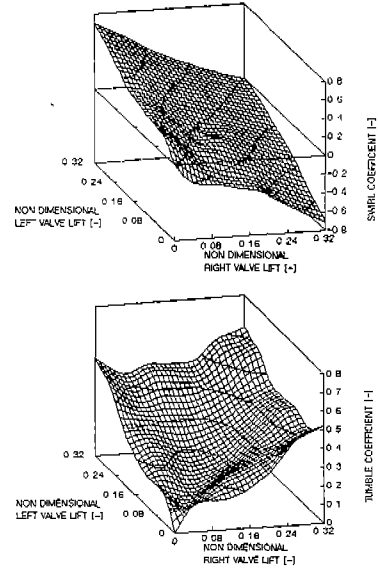 0 8
0 6
0 4
0 2
0
-0 2
-0 4
-0 6
-0 8
SWIRL COEFFICIENT [-]
0 32
0 24
0 16
0 08
0
NON DIMENSIONAL
LEFT VALVE LIFT [-]
0 0 08 0 16 0 24 0 32
NON DIMENSIONAL
RIGHT VALVE LIFT [-]
0 8
0 7
0 6
0 5
0 4
0 3
0 2
0 1
0
TUMBLE COEFFICIENT [-]
0 32
0 24
0 16
0 08
0
NON DIMENSIONAL
LEFT VALVE LIFT [-]
0 0 08 0 16 0 24 0 32
NON DIMENSIONAL
RIGHT VALVE LIFT [-]